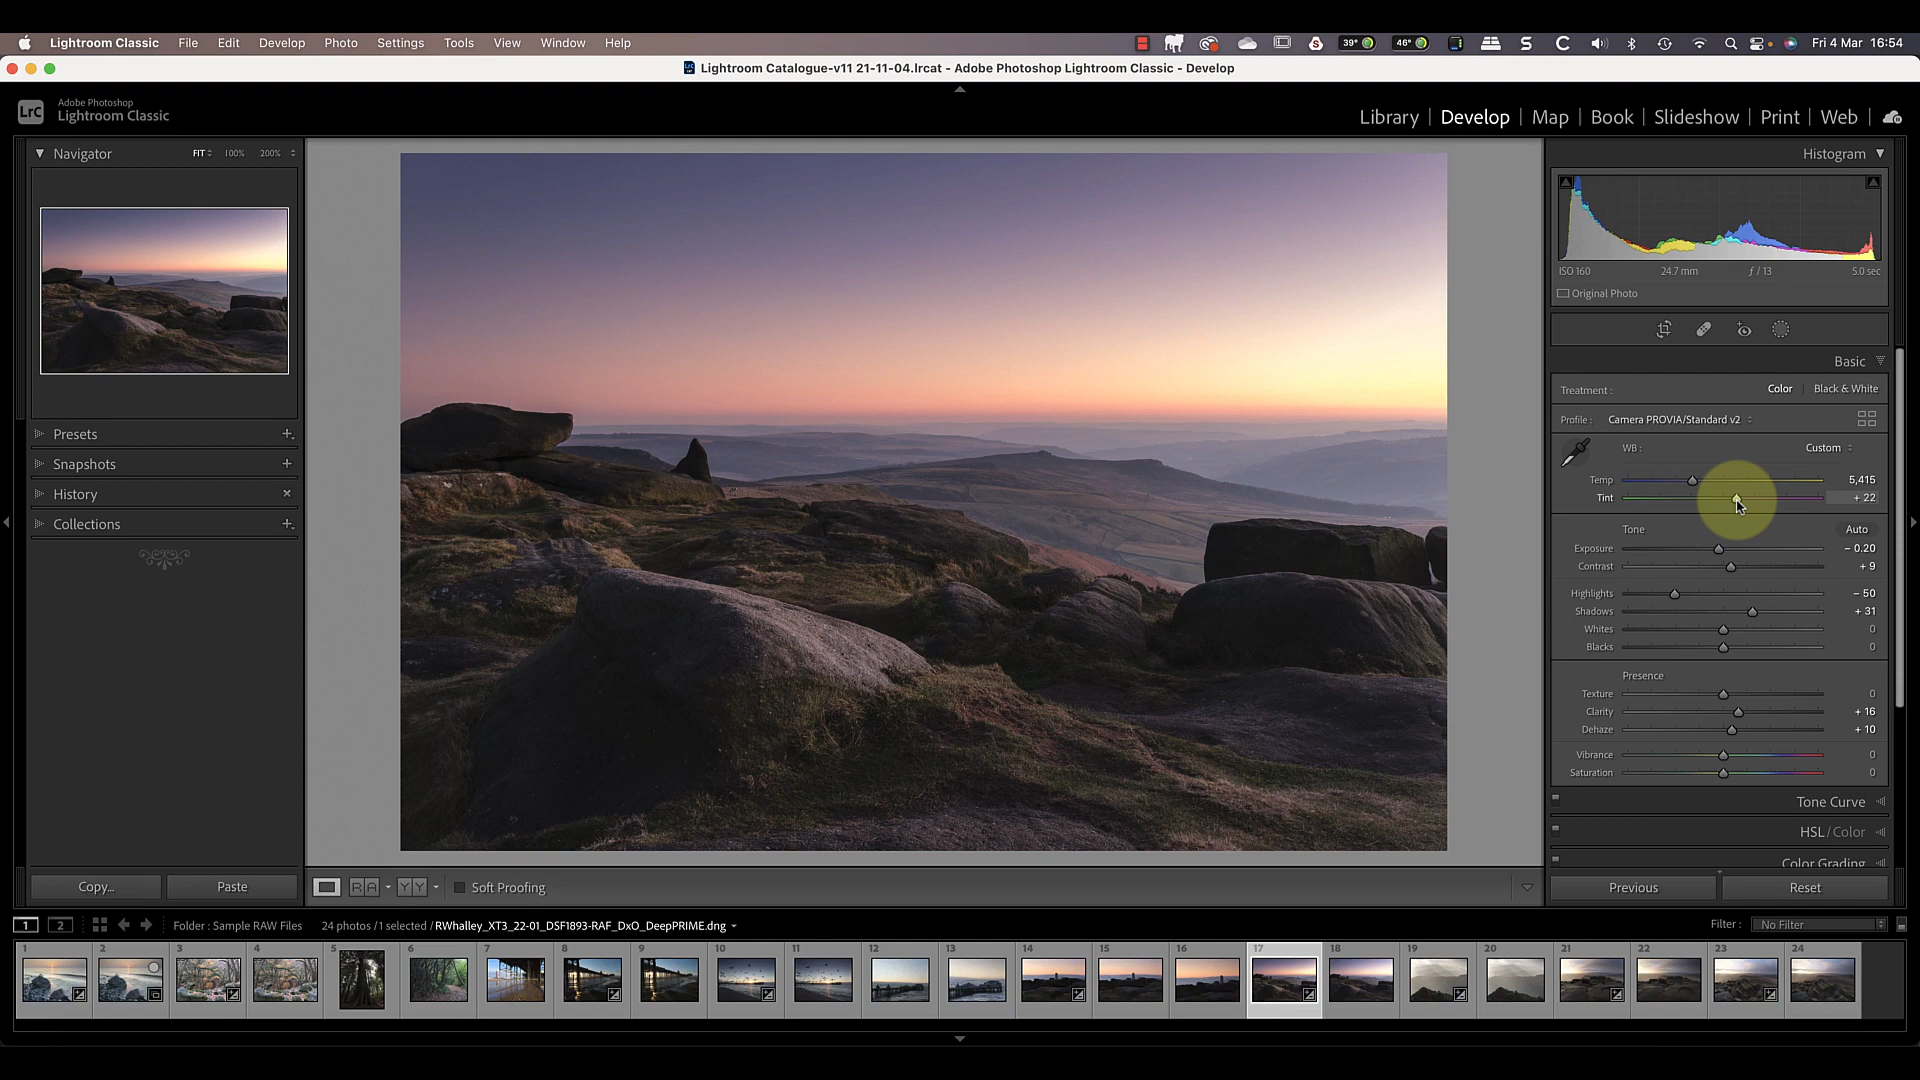 Lightroom Classic File Edit Develop Photo Settings Tools View Window Help 39° 46° Fri 4 Mar 16:54
Lightroom Catalogue-v11 21-11-04.lrcat - Adobe Photoshop Lightroom Classic - Develop
LrC Adobe Photoshop
Lightroom Classic
Library | Develop | Map | Book | Slideshow | Print | Web
Navigator FIT 100% 200%
Presets
Snapshots
History
Collections
Copy... Paste
Histogram
ISO 160 24.7 mm ƒ / 13 5.0 sec
Original Photo
Basic
Treatment : Color Black & White
Profile : Camera PROVIA/Standard v2
WB : Custom
Temp 5,415
Tint + 22
Tone Auto
Exposure − 0.20
Contrast + 9
Highlights − 50
Shadows + 31
Whites 0
Blacks 0
Presence
Texture 0
Clarity + 16
Dehaze + 10
Vibrance 0
Saturation 0
Tone Curve
HSL / Color
Color Grading
Previous Reset
R A Y Y Soft Proofing
1 2 Folder : Sample RAW Files 24 photos / 1 selected / RWhalley_XT3_22-01_DSF1893-RAF_DxO_DeepPRIME.dng Filter : No Filter
1 2 3 4 5 6 7 8 9 10 11 12 13 14 15 16 17 18 19 20 21 22 23 24